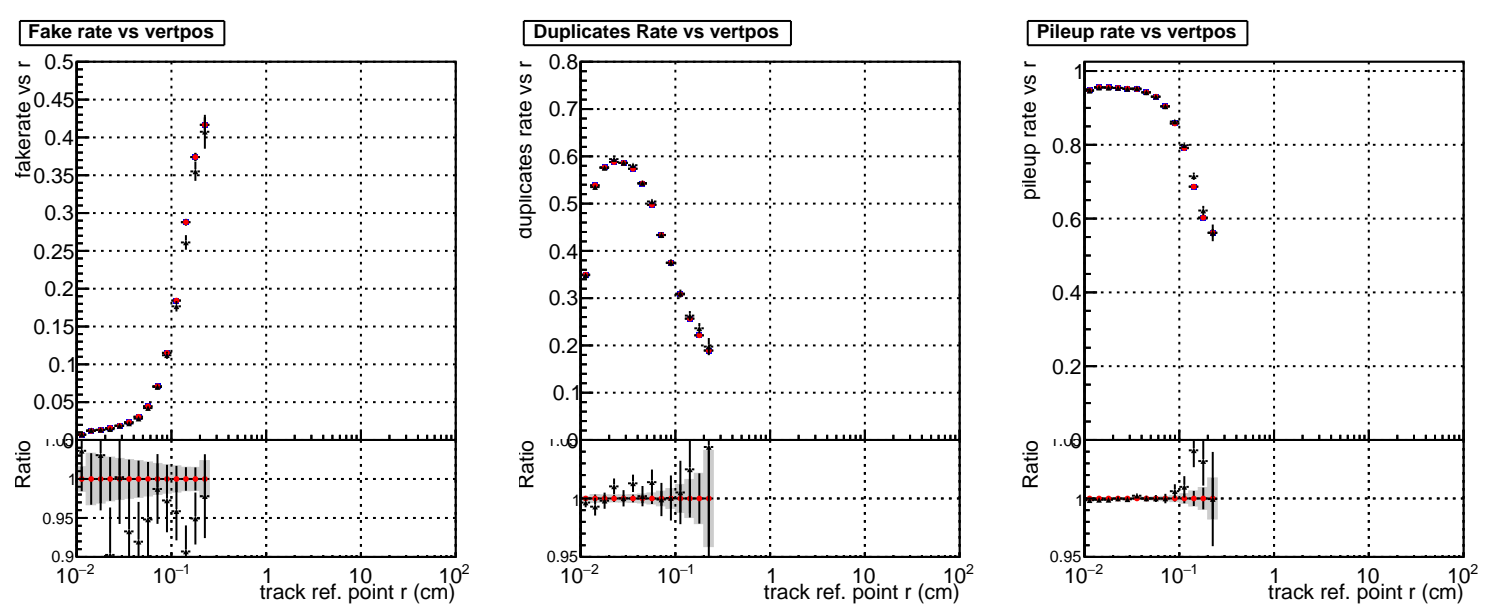 Fake rate vs vertpos
fakerate vs r
0.5
0.45
0.4
0.35
0.3
0.25
0.2
0.15
0.1
0.05
Ratio
1
0.95
0.9
10⁻² 10⁻¹ 1 10 10²
track ref. point r (cm)
Duplicates Rate vs vertpos
duplicates rate vs r
0.8
0.7
0.6
0.5
0.4
0.3
0.2
0.1
Ratio
1
0.95
10⁻² 10⁻¹ 1 10 10²
track ref. point r (cm)
Pileup rate vs vertpos
pileup rate vs r
1
0.8
0.6
0.4
0.2
Ratio
1
0.95
10⁻² 10⁻¹ 1 10 10²
track ref. point r (cm)